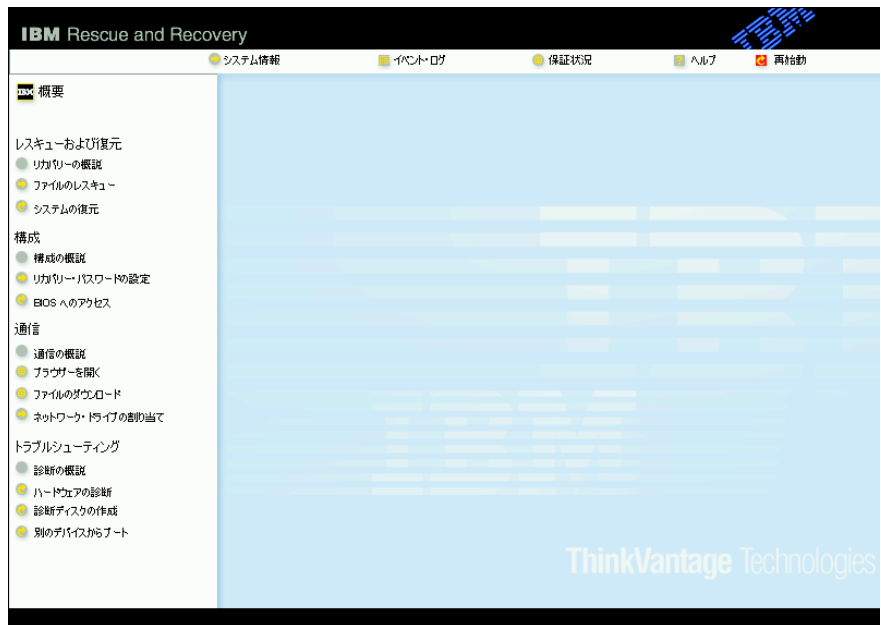 IBM Rescue and Recovery
IBM
システム情報
イベント・ログ
保証状況
ヘルプ
再始動
IBM 概要
レスキューおよび復元
リカバリーの概説
ファイルのレスキュー
システムの復元
構成
構成の概説
リカバリー・パスワードの設定
BIOS へのアクセス
通信
通信の概説
ブラウザーを開く
ファイルのダウンロード
ネットワーク・ドライブの割り当て
トラブルシューティング
診断の概説
ハードウェアの診断
診断ディスクの作成
別のデバイスからブート
IBM
ThinkVantage Technologies